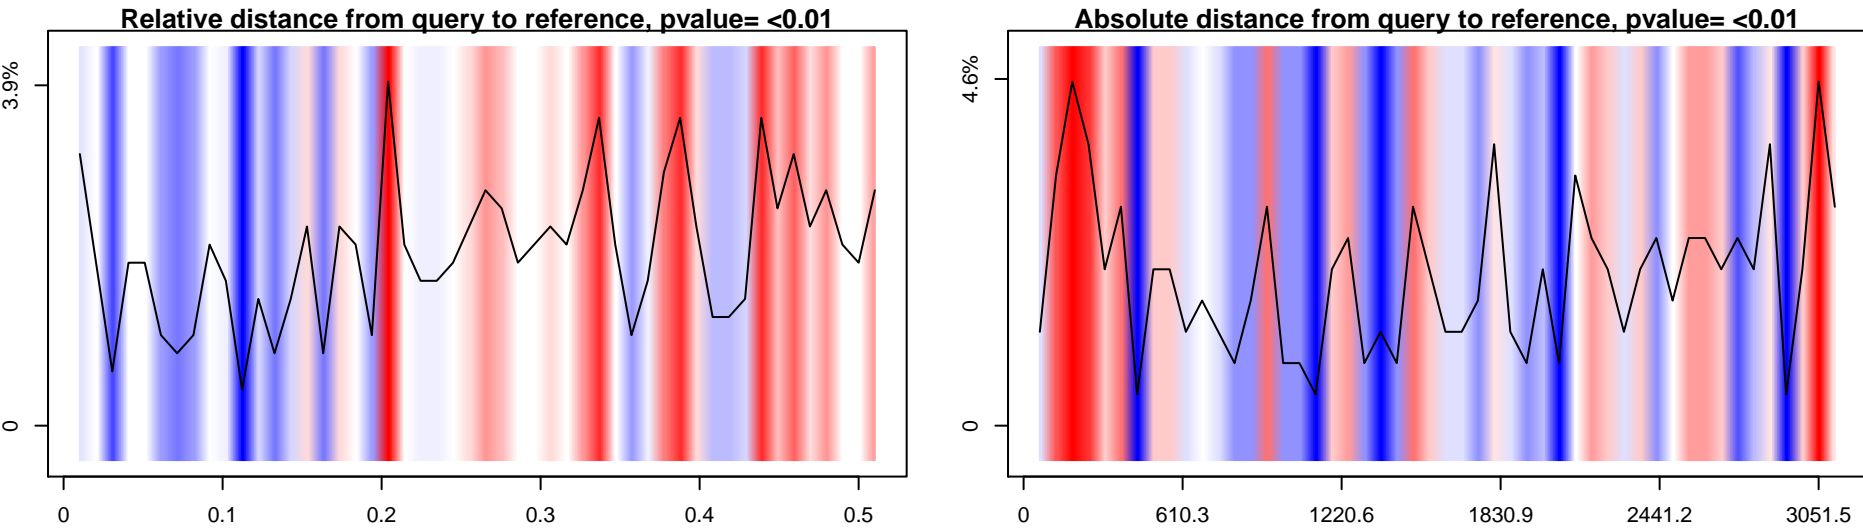 Relative distance from query to reference, pvalue= <0.01
3.9%
0
0 0.1 0.2 0.3 0.4 0.5
Absolute distance from query to reference, pvalue= <0.01
4.6%
0
0 610.3 1220.6 1830.9 2441.2 3051.5